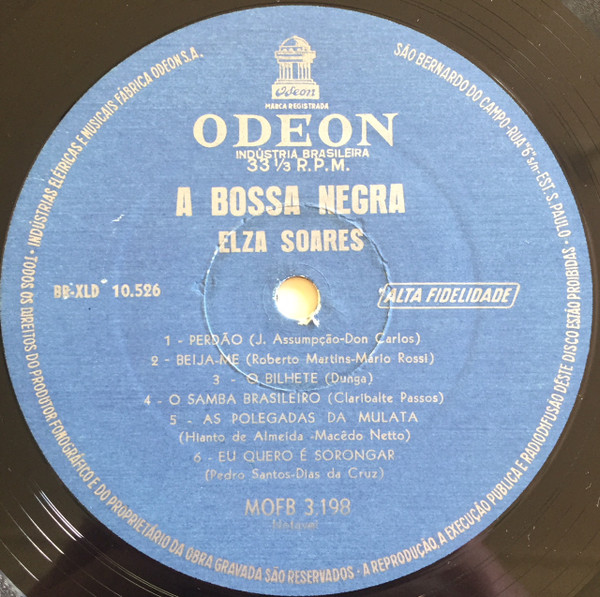 Odeon
MARCA REGISTRADA
ODEON
INDÚSTRIA BRASILEIRA
33 1/3 R.P.M.
A BOSSA NEGRA
ELZA SOARES
BB-XLD 10.526
ALTA FIDELIDADE
1 - PERDÃO (J. Assumpção-Don Carlos)
2 - BEIJA-ME (Roberto Martins-Mário Rossi)
3 - O BILHETE (Dunga)
4 - O SAMBA BRASILEIRO (Claribalte Passos)
5 - AS POLEGADAS DA MULATA
(Hianto de Almeida -Macêdo Netto)
6 - EU QUERO É SORONGAR
(Pedro Santos-Dias da Cruz)
MOFB 3.198
• INDÚSTRIAS ELÉTRICAS E MUSICAIS FÁBRICA ODEON S.A.
SÃO BERNARDO DO CAMPO - RUA "6" s/n - EST. S. PAULO
• TODOS OS DIREITOS DO PRODUTOR FONOGRÁFICO E DO PROPRIETÁRIO DA OBRA GRAVADA SÃO RESERVADOS • A REPRODUÇÃO, A EXECUÇÃO PÚBLICA E RADIODIFUSÃO DÊSTE DISCO ESTÃO PROIBIDAS •